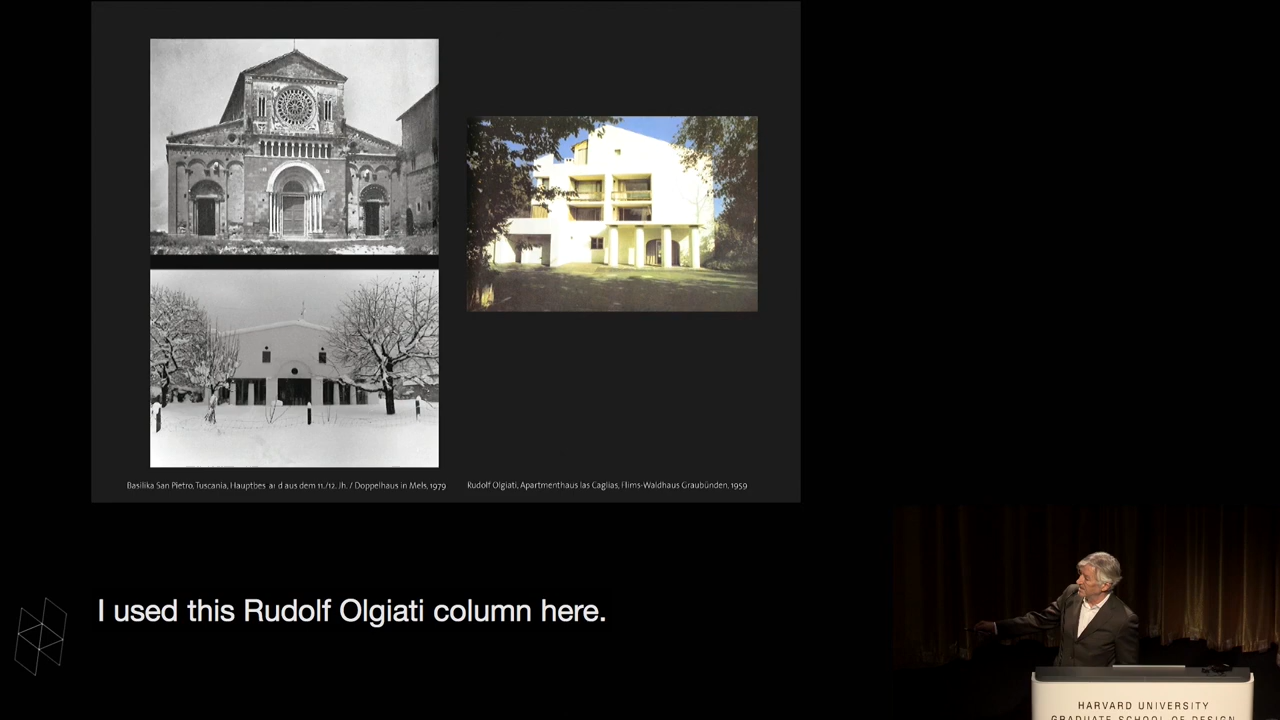 Basilika San Pietro, Tuscania, Hauptbes ai d aus dem 11./12. Jh. / Doppelhaus in Mels, 1979
Rudolf Olgiati, Apartmenthaus las Caglias, Flims-Waldhaus Graubünden, 1959
I used this Rudolf Olgiati column here.
HARVARD UNIVERSITY
GRADUATE SCHOOL OF DESIGN